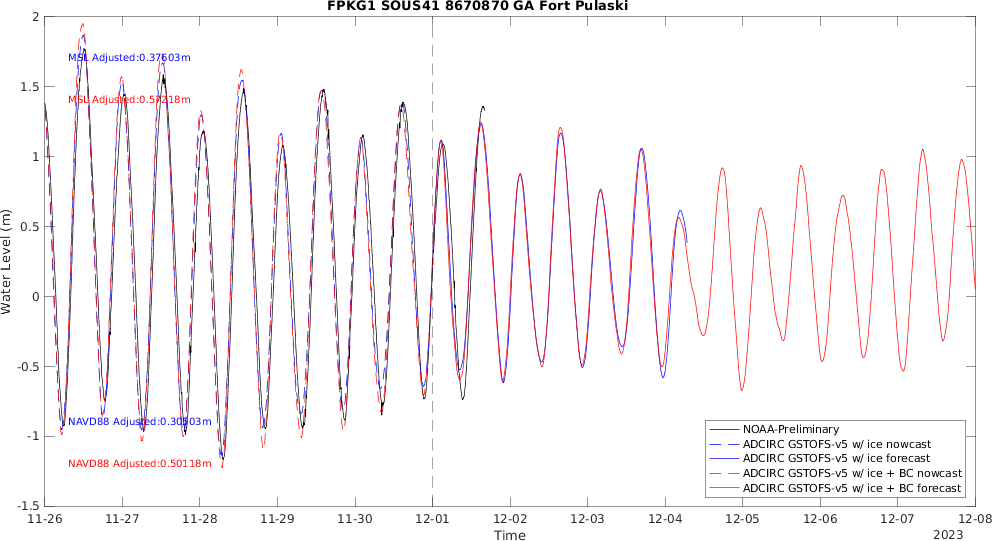 FPKG1 SOUS41 8670870 GA Fort Pulaski
2
1.5
1
0.5
0
-0.5
-1
-1.5
Water Level (m)
MSL Adjusted:0.37603m
MSL Adjusted:0.57218m
NAVD88 Adjusted:0.30503m
NAVD88 Adjusted:0.50118m
NOAA-Preliminary
ADCIRC GSTOFS-v5 w/ ice nowcast
ADCIRC GSTOFS-v5 w/ ice forecast
ADCIRC GSTOFS-v5 w/ ice + BC nowcast
ADCIRC GSTOFS-v5 w/ ice + BC forecast
11-26 11-27 11-28 11-29 11-30 12-01 12-02 12-03 12-04 12-05 12-06 12-07 12-08
Time
2023